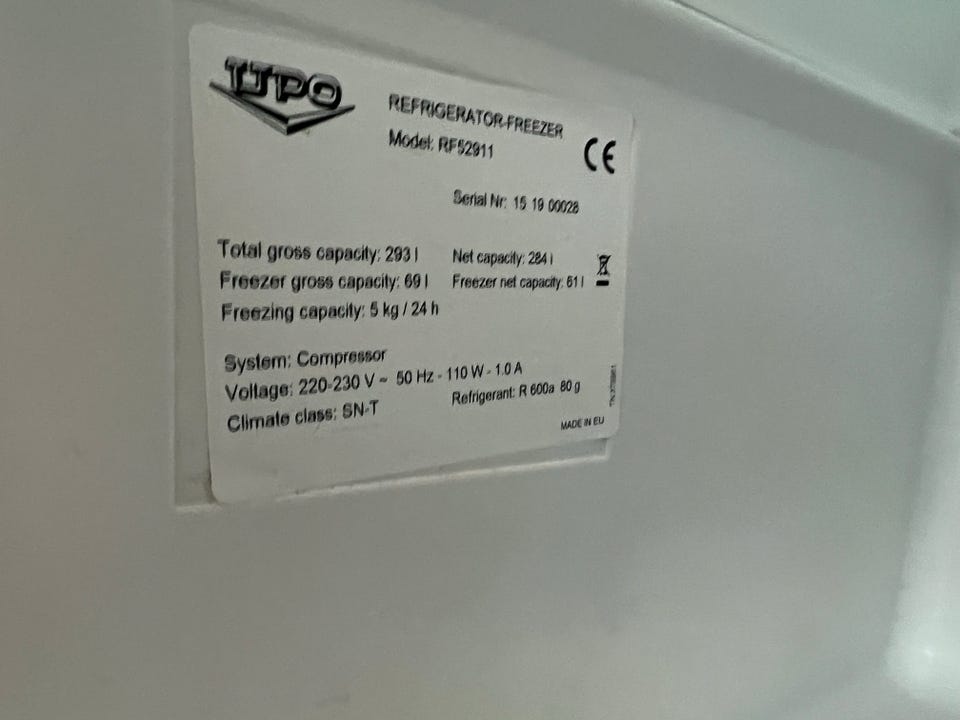 REFRIGERATOR-FREEZER
Model: RF52911
CE
Serial Nr: 15 19 00028
Total gross capacity: 293 l Net capacity: 284 l
Freezer gross capacity: 69 l Freezer net capacity: 61 l
Freezing capacity: 5 kg / 24 h
System: Compressor
Voltage: 220-230 V ~ 50 Hz - 110 W - 1.0 A
Climate class: SN-T Refrigerant: R 600a 80 g
MADE IN EU